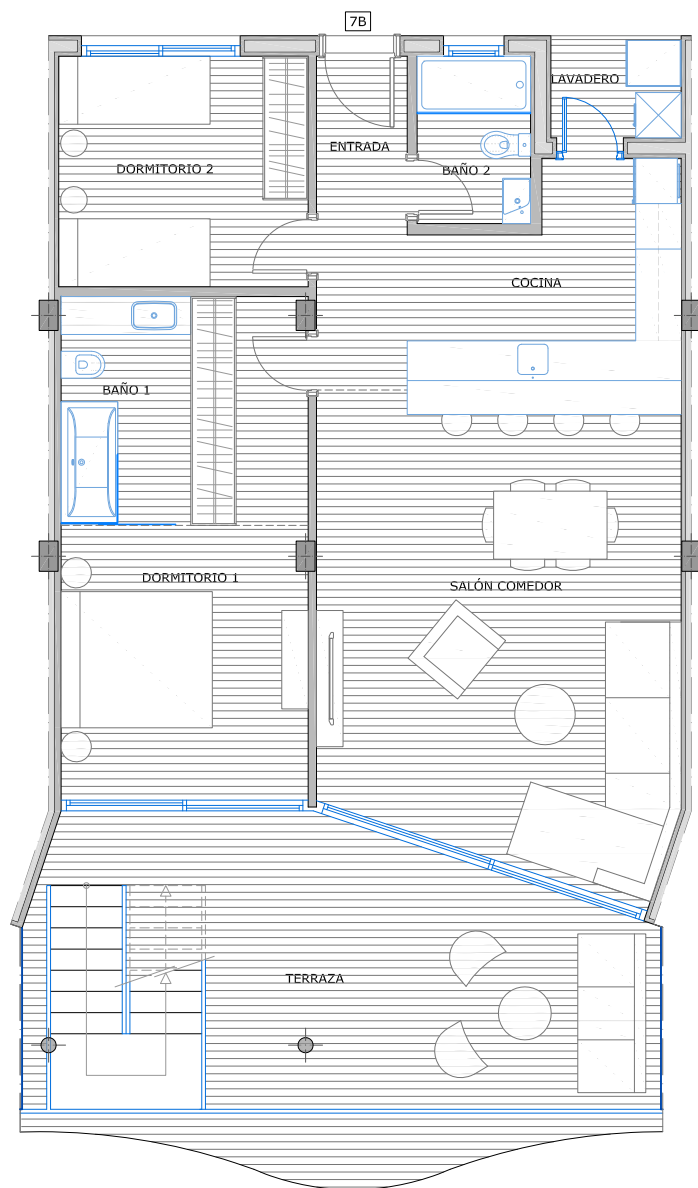 7B
LAVADERO
ENTRADA
DORMITORIO 2
BAÑO 2
COCINA
BAÑO 1
DORMITORIO 1
SALÓN COMEDOR
TERRAZA